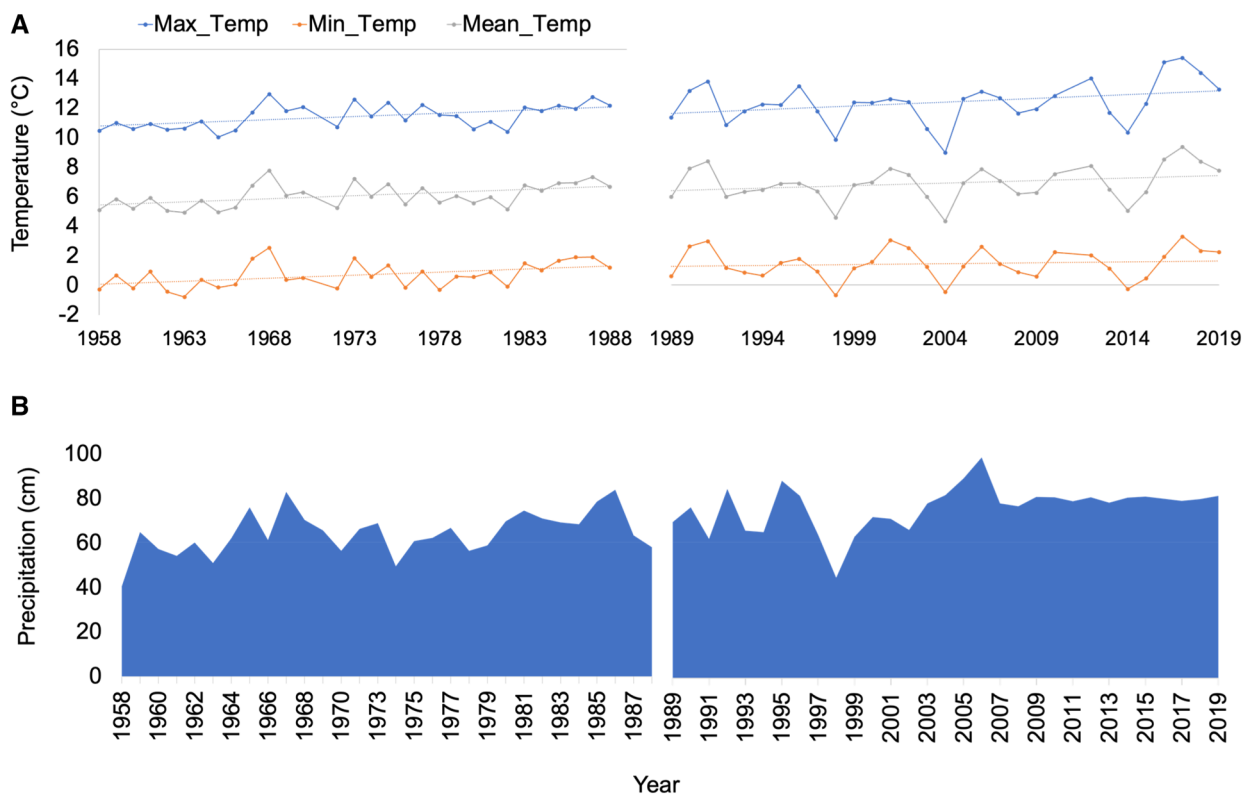 A
Max_Temp Min_Temp Mean_Temp
Temperature (°C)
16
14
12
10
8
6
4
2
0
-2
1958 1963 1968 1973 1978 1983 1988 1989 1994 1999 2004 2009 2014 2019
B
Precipitation (cm)
100
80
60
40
20
0
1958 1960 1962 1964 1966 1968 1970 1973 1975 1977 1979 1981 1983 1985 1987 1989 1991 1993 1995 1997 1999 2001 2003 2005 2007 2009 2011 2013 2015 2017 2019
Year